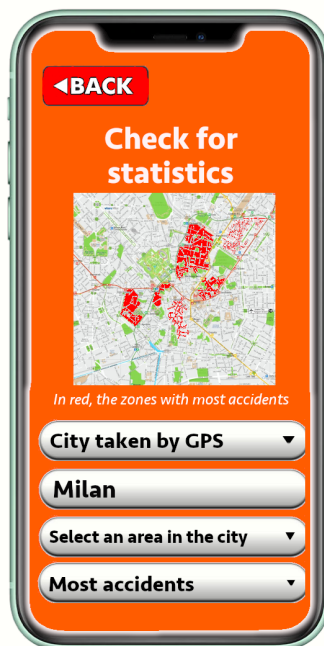 ◄BACK
Check for
statistics
In red, the zones with most accidents
City taken by GPS
Milan
Select an area in the city
Most accidents